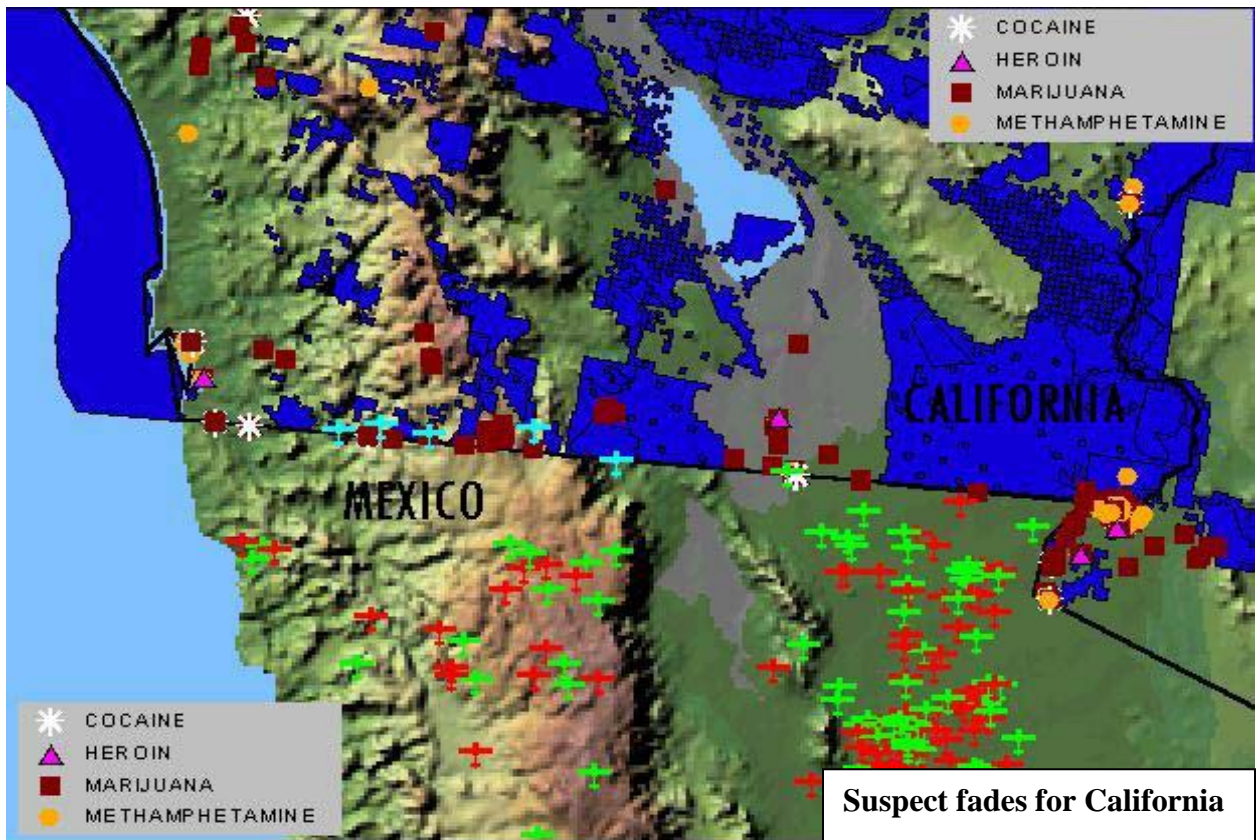 COCAINE
HEROIN
MARIJUANA
METHAMPHETAMINE
CALIFORNIA
MEXICO
COCAINE
HEROIN
MARIJUANA
METHAMPHETAMINE
Suspect fades for California